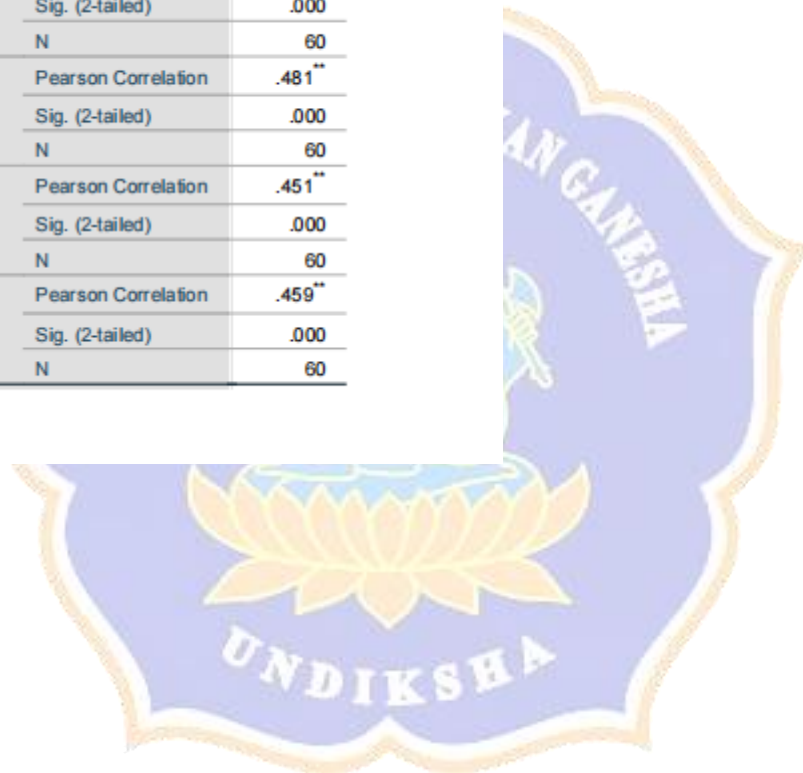 Sig. (2-tailed) .000
N 60
Pearson Correlation .481**
Sig. (2-tailed) .000
N 60
Pearson Correlation .451**
Sig. (2-tailed) .000
N 60
Pearson Correlation .459**
Sig. (2-tailed) .000
N 60
AN GANESHA
UNDIKSHA